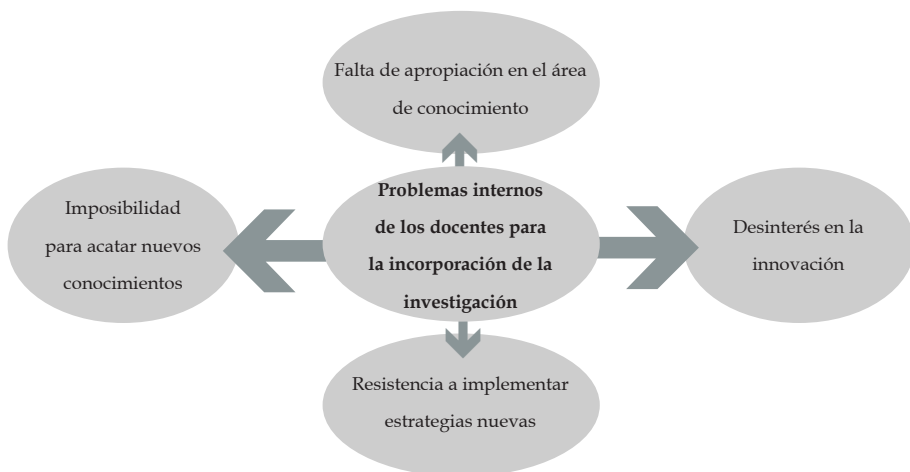 Falta de apropiación en el área
de conocimiento
Imposibilidad
para acatar nuevos
conocimientos
Problemas internos
de los docentes para
la incorporación de la
investigación
Desinterés en la
innovación
Resistencia a implementar
estrategias nuevas